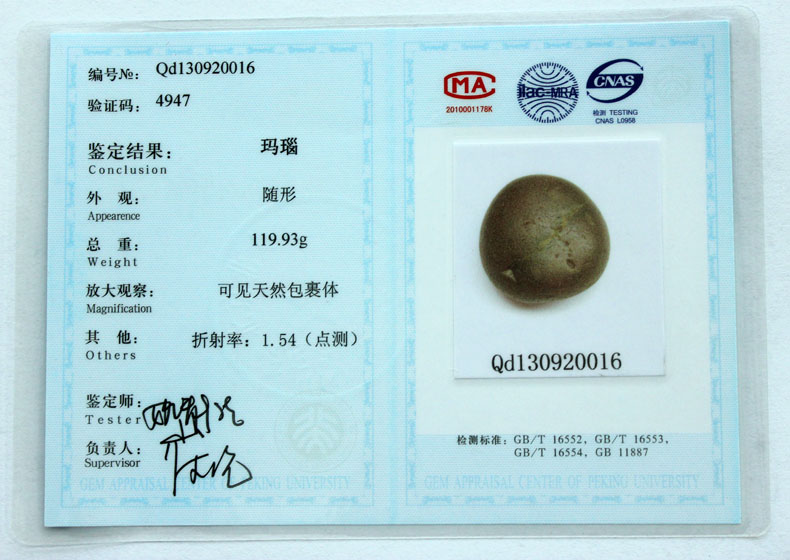 编号№: Qd130920016
验证码: 4947
鉴定结果: 玛瑙
Conclusion
外 观: 随形
Appearence
总 重: 119.93g
Weight
放大观察: 可见天然包裹体
Magnification
其 他: 折射率: 1.54（点测）
Others
鉴定师:
Tester
负责人:
Supervisor
GEM APPRAISAL CENTER OF PEKING UNIVERSITY
CMA
2010001178K
ilac-MRA
CNAS
检测 TESTING
CNAS L0958
Qd130920016
检测标准: GB/T 16552, GB/T 16553,
GB/T 16554, GB 11887
GEM APPRAISAL CENTER OF PEKING UNIVERSITY